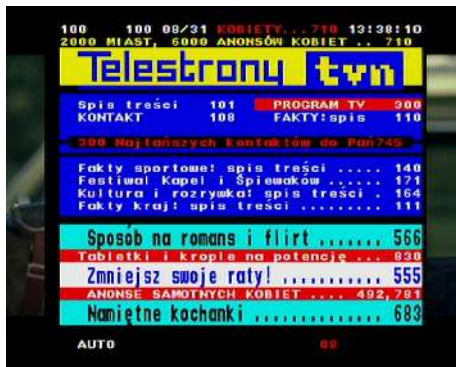 100 100 08/31 KOBIETY...710 13:38:10
2000 MIAST, 6000 ANONSÓW KOBIET .. 710
Telestrony tvn
Spis treści 101 PROGRAM TV 300
KONTAKT 108 FAKTY:spis 110
300 Najtańszych kontaktów do Pań745
Fakty sportowe: spis treści ..... 140
Festiwal Kapel i Śpiewaków ...... 171
Kultura i rozrywka: spis treści . 164
Fakty kraj: spis treści ......... 111
Sposób na romans i flirt ....... 566
Tabletki i krople na potencję ... 838
Zmniejsz swoje raty! ........... 555
ANONSE SAMOTNYCH KOBIET .... 492,781
Namiętne kochanki .............. 683
AUTO 08